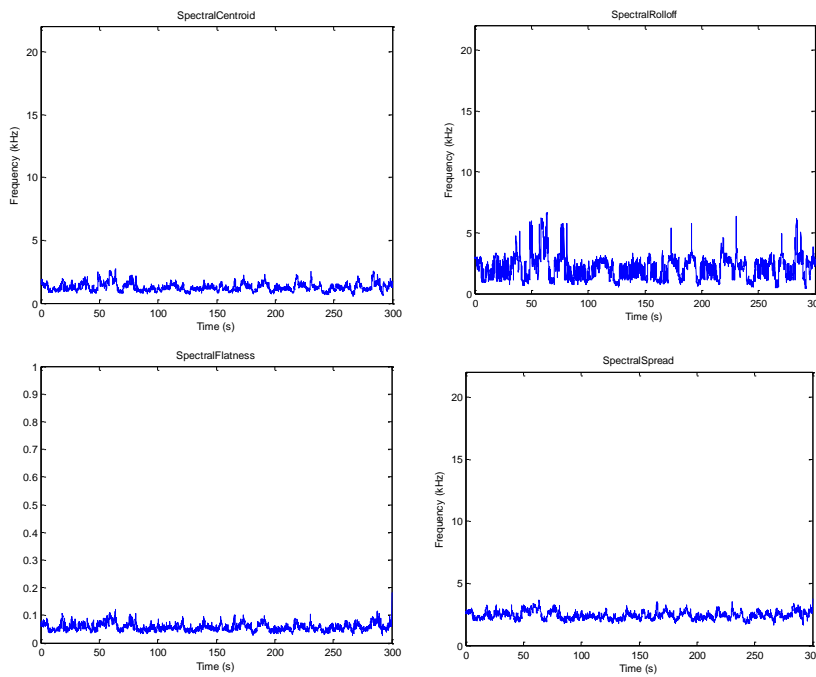 SpectralCentroid
20
15
10
5
0
Frequency (kHz)
0 50 100 150 200 250 300
Time (s)
SpectralRolloff
20
15
10
5
0
Frequency (kHz)
0 50 100 150 200 250 300
Time (s)
SpectralFlatness
1
0.9
0.8
0.7
0.6
0.5
0.4
0.3
0.2
0.1
0
0 50 100 150 200 250 300
Time (s)
SpectralSpread
20
15
10
5
0
Frequency (kHz)
0 50 100 150 200 250 300
Time (s)